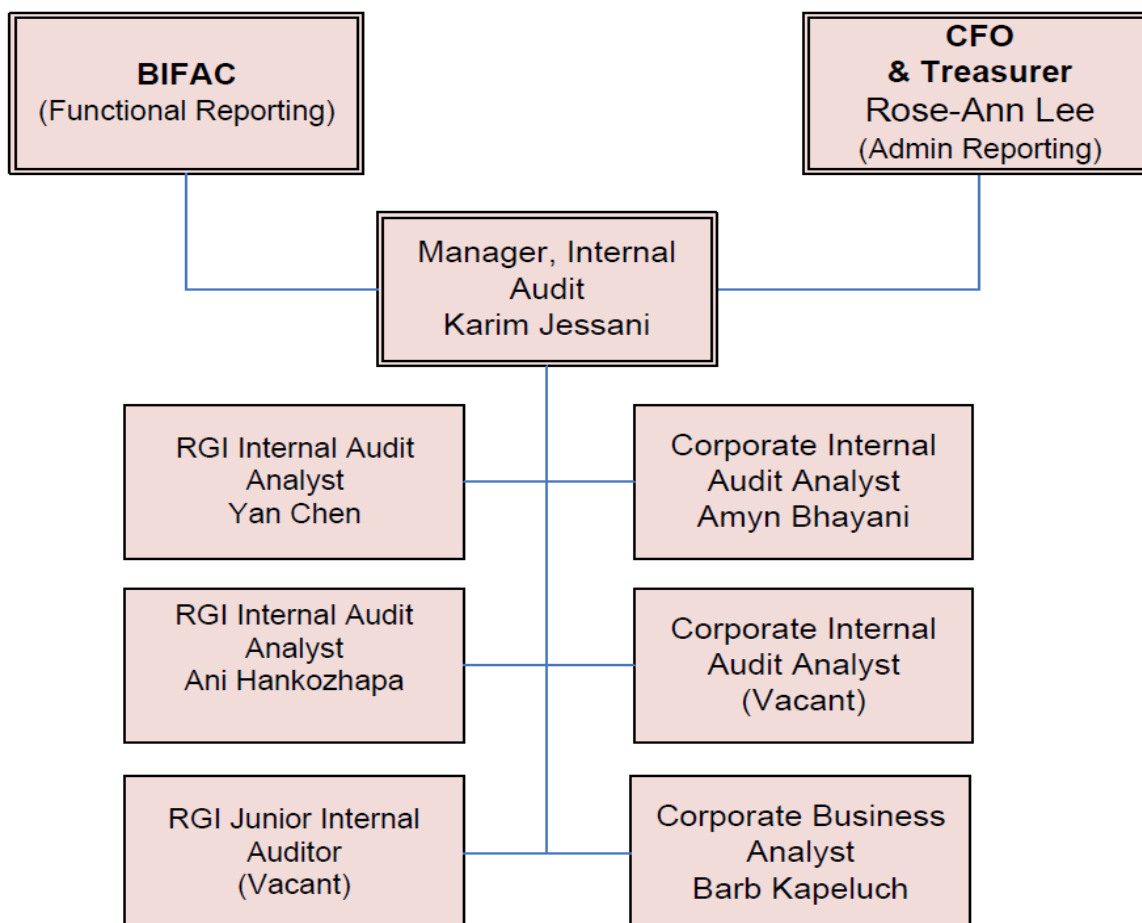 BIFAC
(Functional Reporting)
CFO
& Treasurer
Rose-Ann Lee
(Admin Reporting)
Manager, Internal
Audit
Karim Jessani
RGI Internal Audit
Analyst
Yan Chen
Corporate Internal
Audit Analyst
Amyn Bhayani
RGI Internal Audit
Analyst
Ani Hankozhapa
Corporate Internal
Audit Analyst
(Vacant)
RGI Junior Internal
Auditor
(Vacant)
Corporate Business
Analyst
Barb Kapeluch